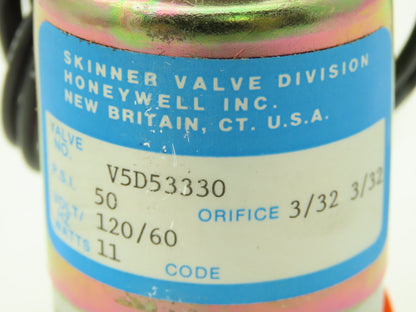 SKINNER VALVE DIVISION
HONEYWELL INC.
NEW BRITAIN, CT. U.S.A.
VALVE NO. V5D53330
P.S.I. 50 ORIFICE 3/32 3/32
VOLT/HZ 120/60
WATTS 11
CODE